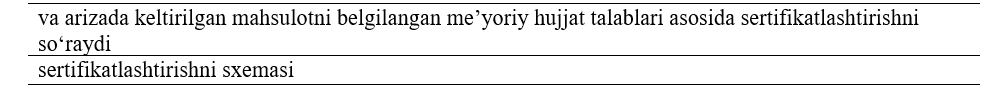 va arizada keltirilgan mahsulotni belgilangan me’yoriy hujjat talablari asosida sertifikatlashtirishni
so‘raydi
sertifikatlashtirishni sxemasi